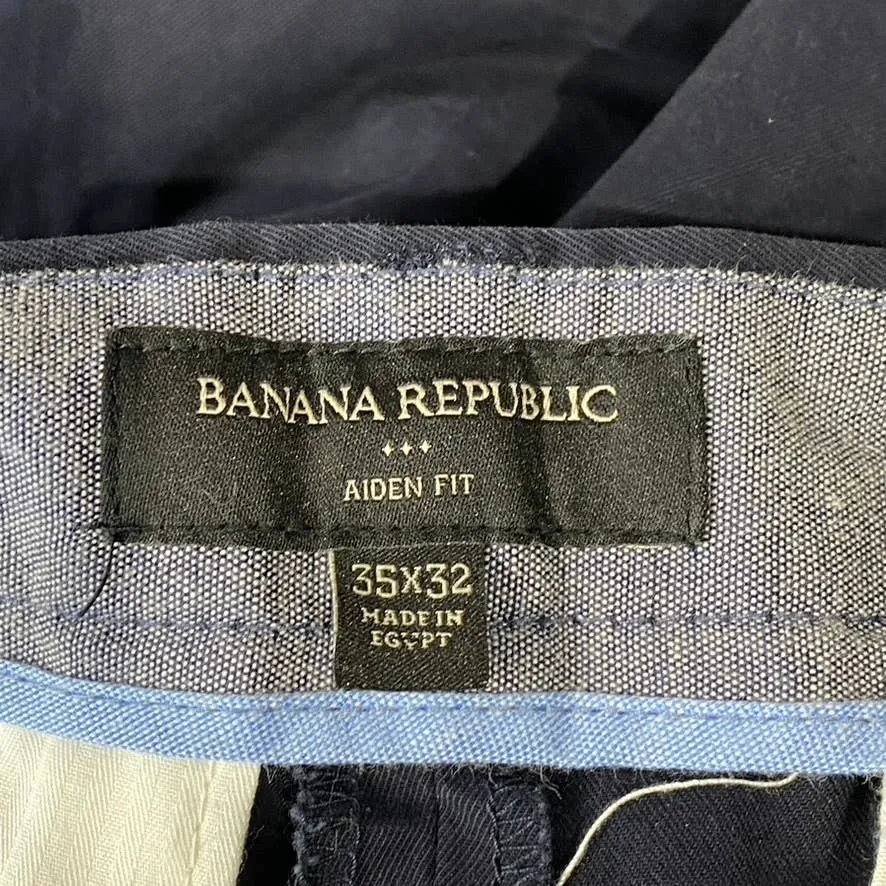 BANANA REPUBLIC
AIDEN FIT
35X32
MADE IN
EGYPT